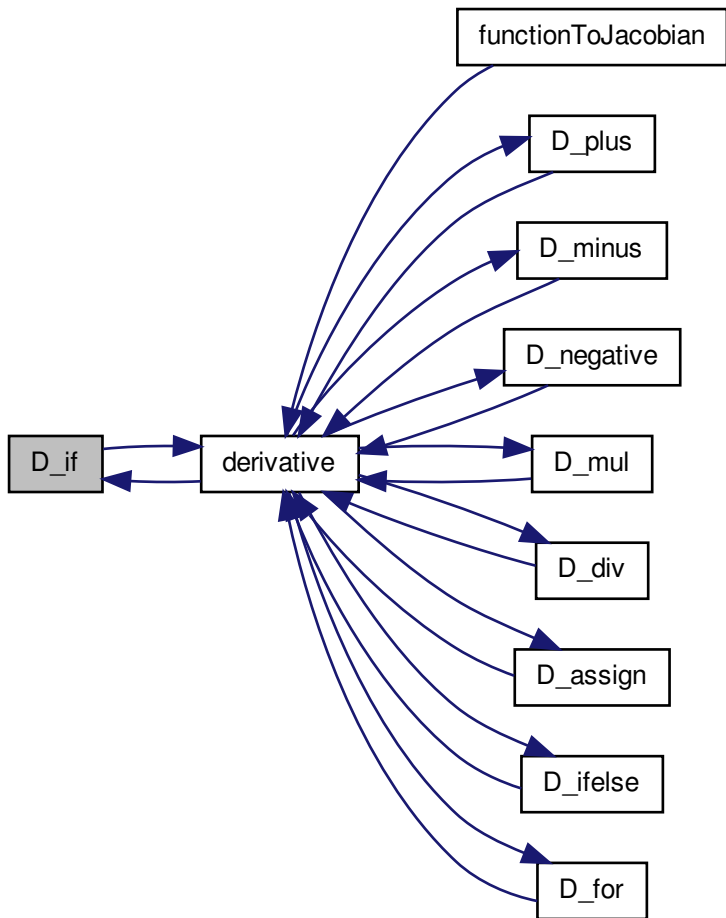 functionToJacobian
D_plus
D_minus
D_negative
D_if
derivative
D_mul
D_div
D_assign
D_ifelse
D_for